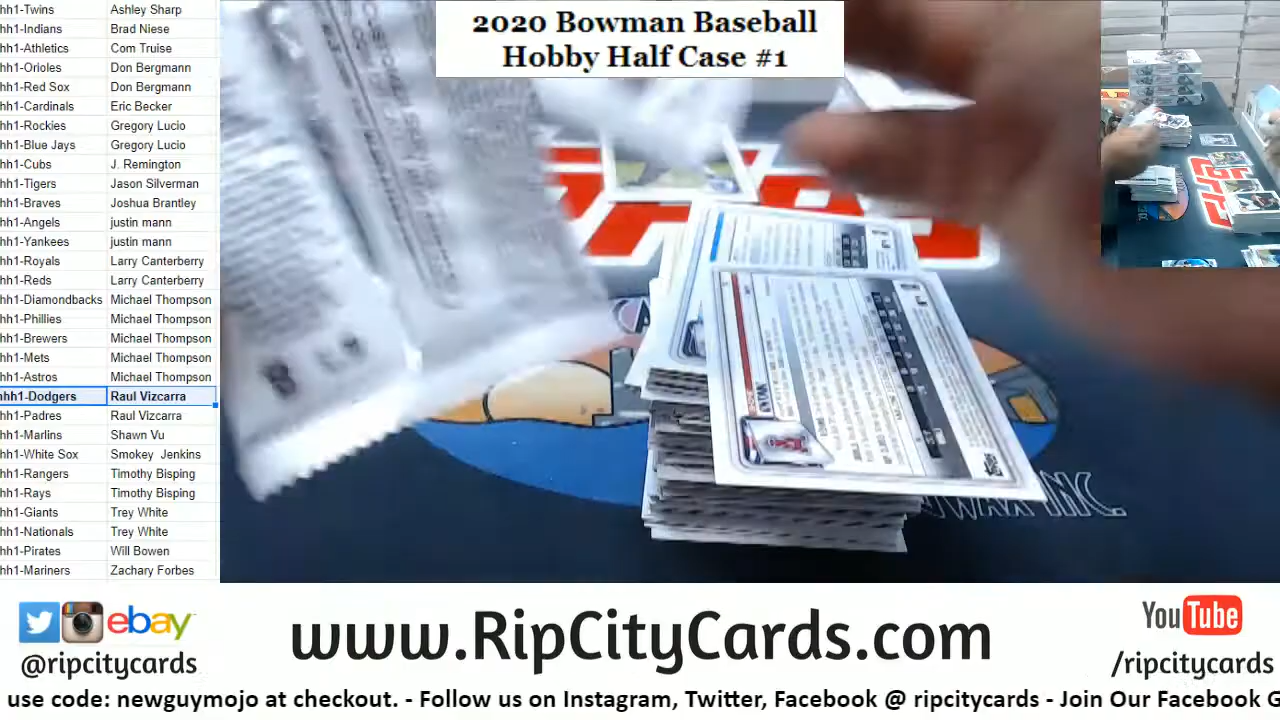 2020 Bowman Baseball
Hobby Half Case #1
hh1-Twins Ashley Sharp
hh1-Indians Brad Niese
hh1-Athletics Com Truise
hh1-Orioles Don Bergmann
hh1-Red Sox Don Bergmann
hh1-Cardinals Eric Becker
hh1-Rockies Gregory Lucio
hh1-Blue Jays Gregory Lucio
hh1-Cubs J. Remington
hh1-Tigers Jason Silverman
hh1-Braves Joshua Brantley
hh1-Angels justin mann
hh1-Yankees justin mann
hh1-Royals Larry Canterberry
hh1-Reds Larry Canterberry
hh1-Diamondbacks Michael Thompson
hh1-Phillies Michael Thompson
hh1-Brewers Michael Thompson
hh1-Mets Michael Thompson
hh1-Astros Michael Thompson
hh1-Dodgers Raul Vizcarra
hh1-Padres Raul Vizcarra
hh1-Marlins Shawn Vu
hh1-White Sox Smokey Jenkins
hh1-Rangers Timothy Bisping
hh1-Rays Timothy Bisping
hh1-Giants Trey White
hh1-Nationals Trey White
hh1-Pirates Will Bowen
hh1-Mariners Zachary Forbes
INC.
ebay
@ripcitycards
www.RipCityCards.com
YouTube
/ripcitycards
use code: newguymojo at checkout. - Follow us on Instagram, Twitter, Facebook @ ripcitycards - Join Our Facebook G